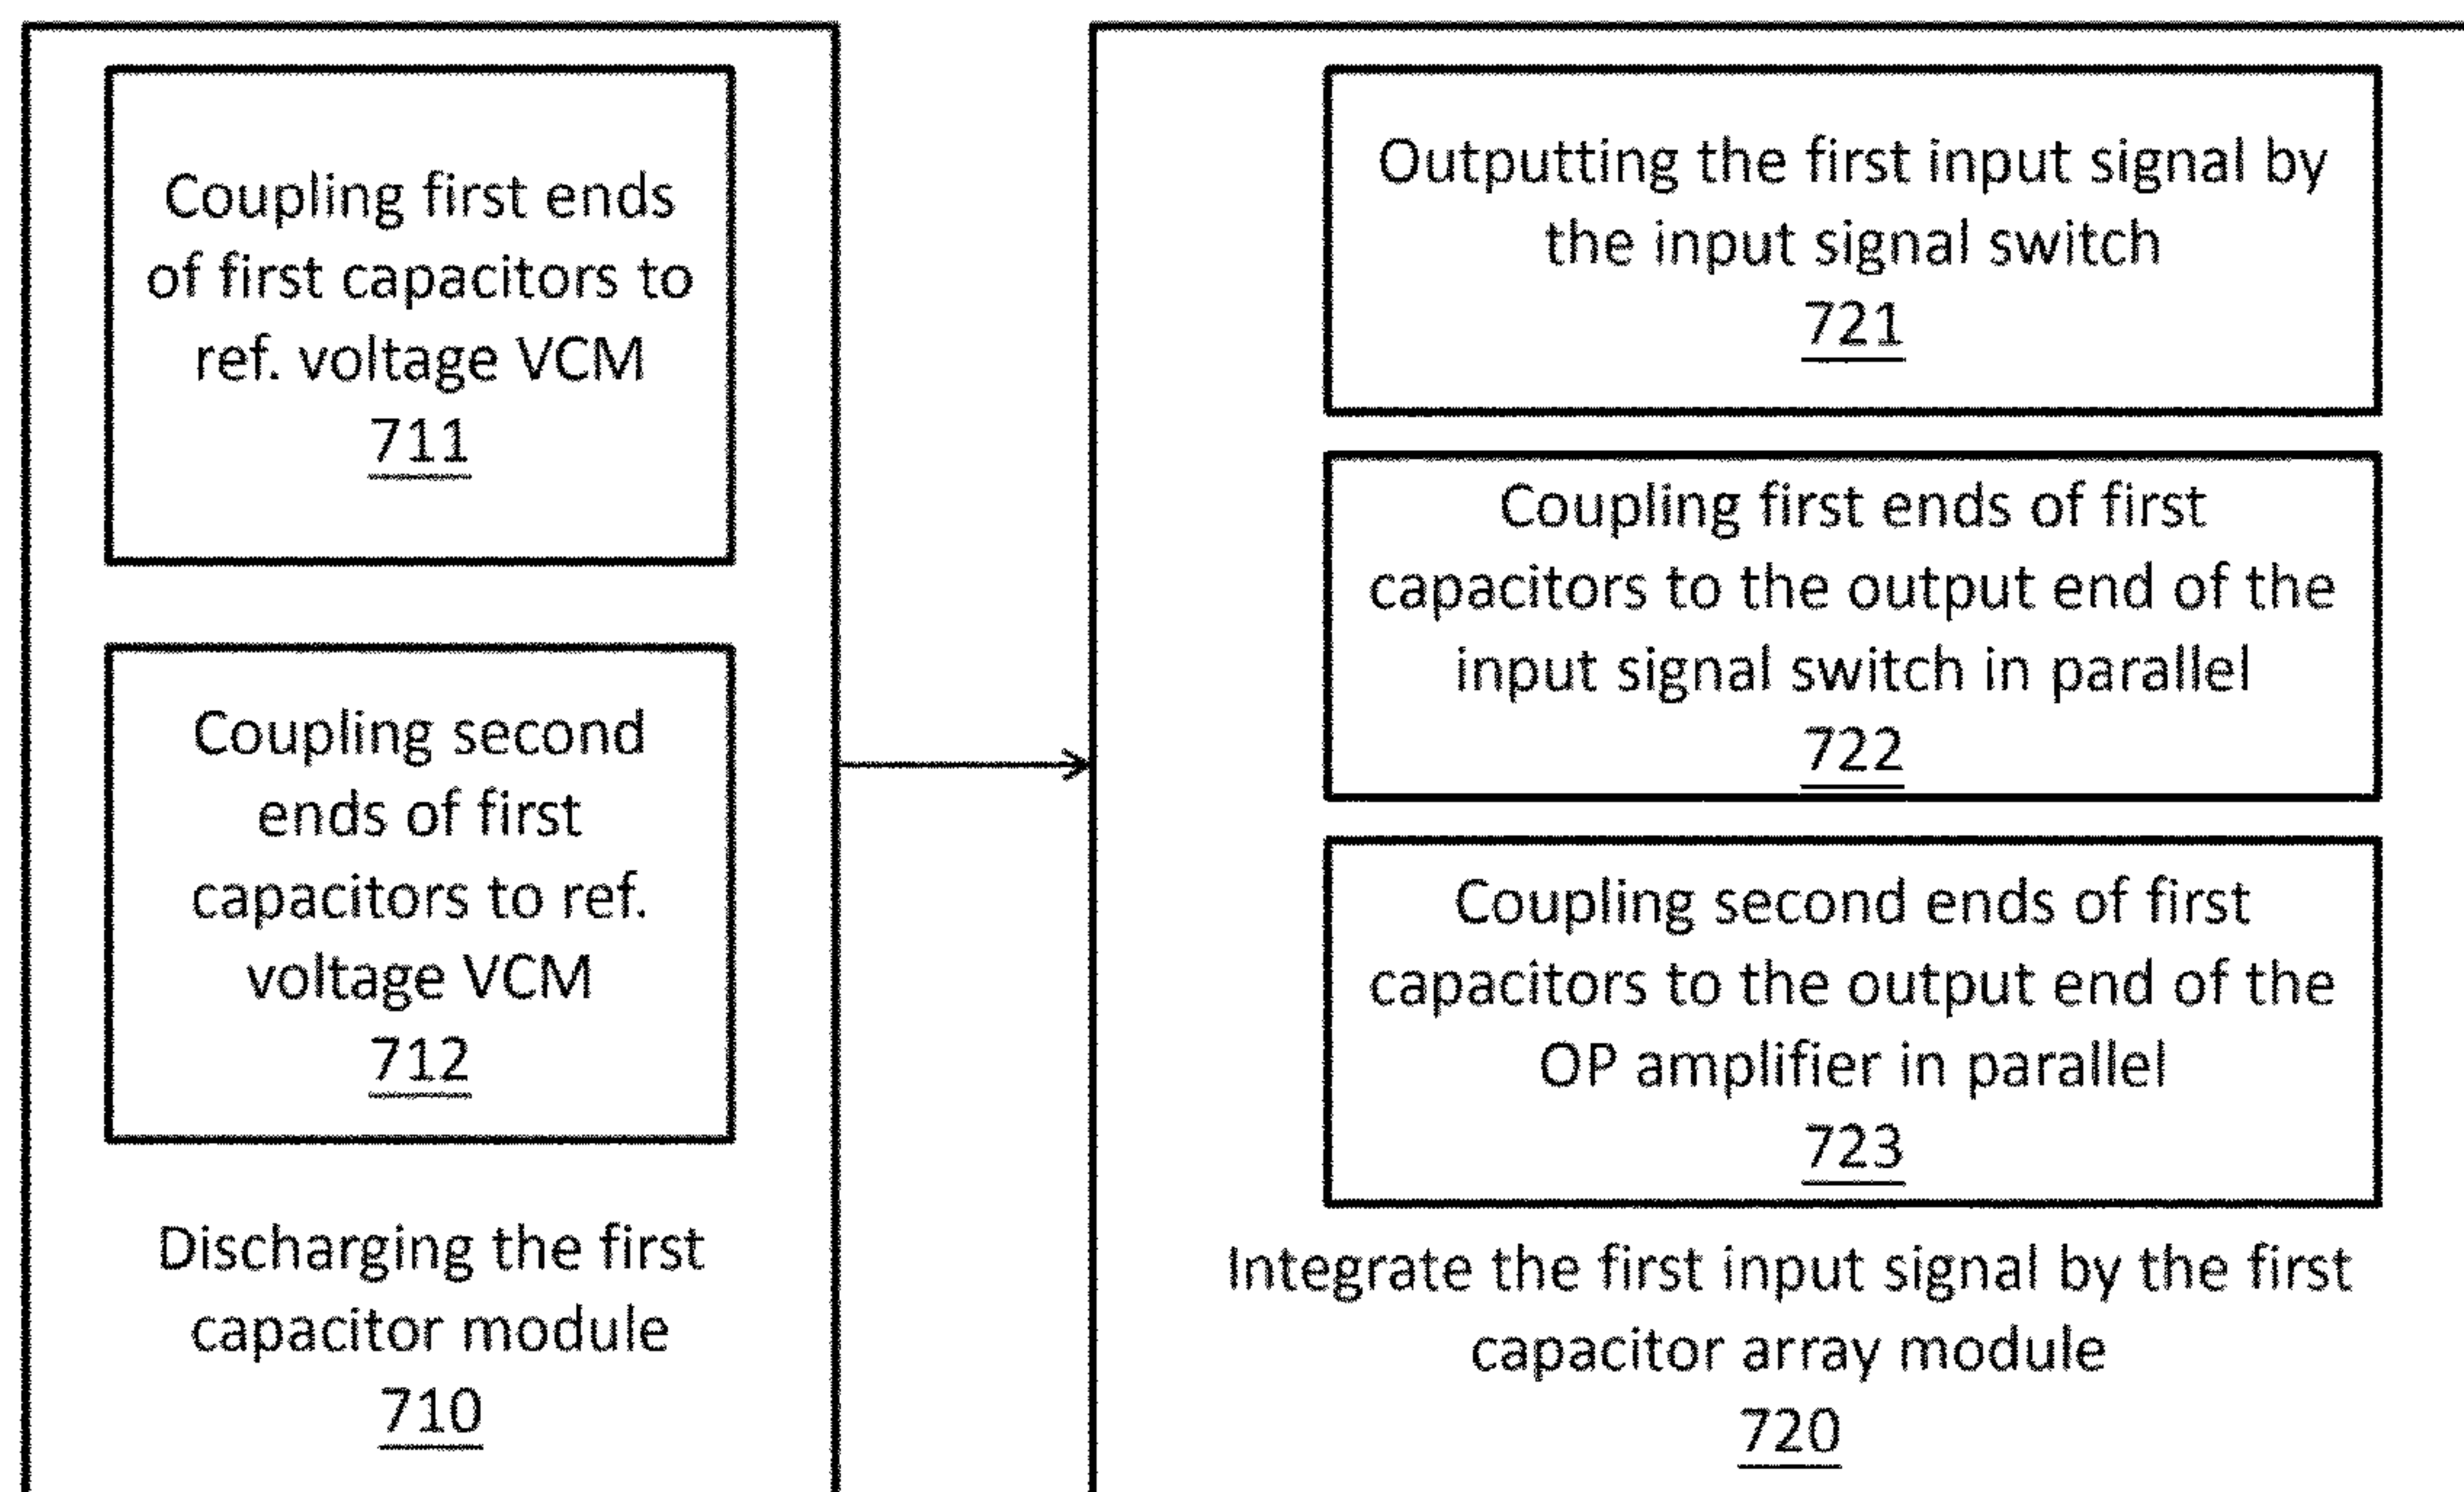 Coupling first ends
of first capacitors to
ref. voltage VCM
711
Coupling second
ends of first
capacitors to ref.
voltage VCM
712
Discharging the first
capacitor module
710
Outputting the first input signal by
the input signal switch
721
Coupling first ends of first
capacitors to the output end of the
input signal switch in parallel
722
Coupling second ends of first
capacitors to the output end of the
OP amplifier in parallel
723
Integrate the first input signal by the first
capacitor array module
720